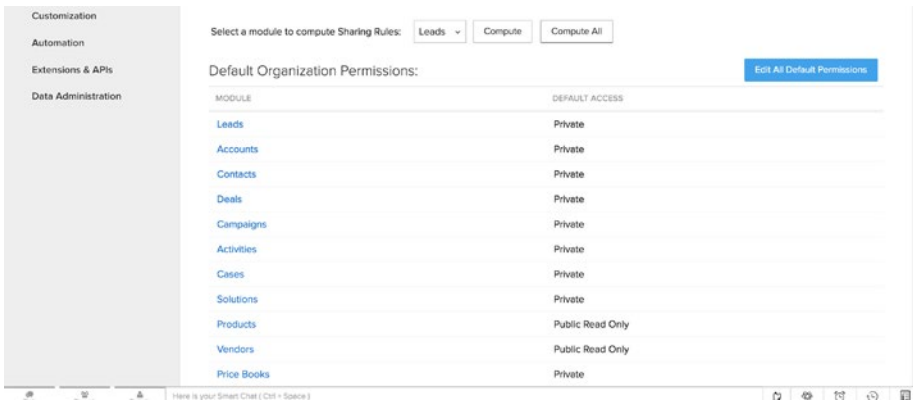 Customization
Automation
Extensions & APIs
Data Administration
Select a module to compute Sharing Rules: Leads Compute Compute All
Default Organization Permissions: Edit All Default Permissions
MODULE DEFAULT ACCESS
Leads Private
Accounts Private
Contacts Private
Deals Private
Campaigns Private
Activities Private
Cases Private
Solutions Private
Products Public Read Only
Vendors Public Read Only
Price Books Private
Here is your Smart Chat ( Ctrl + Space )